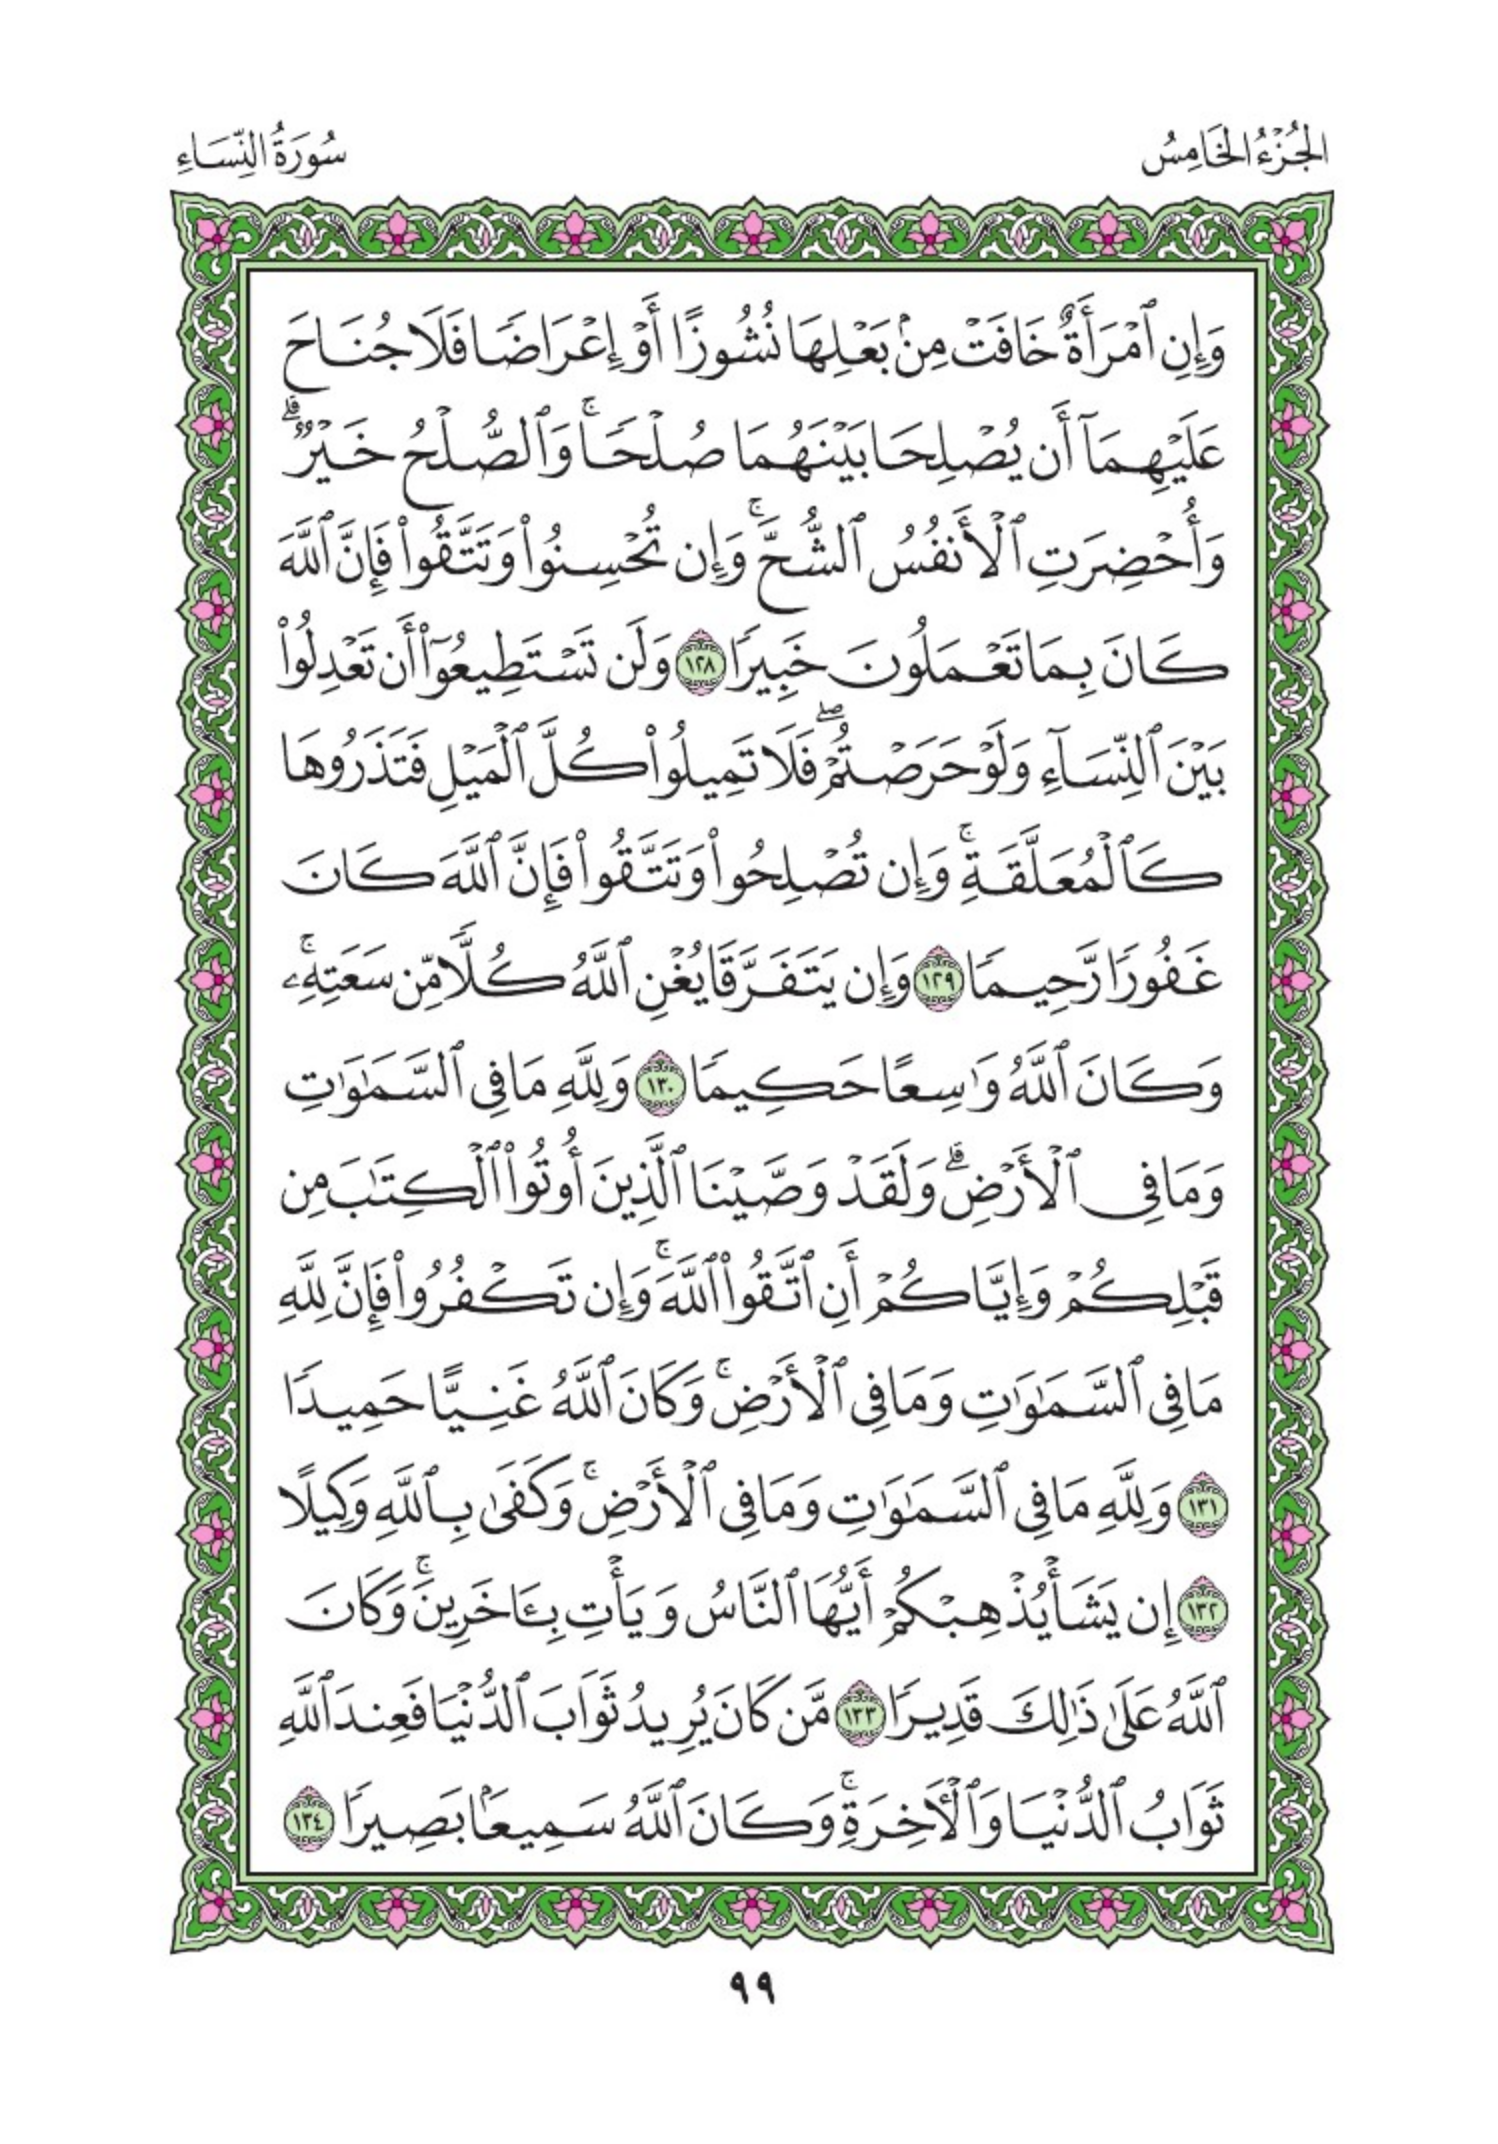 الجُزْءُ الخَامِسُ
سُورَةُ النِّسَاءِ
وَإِنِ ٱمْرَأَةٌ خَافَتْ مِنۢ بَعْلِهَا نُشُوزًا أَوْ إِعْرَاضًا فَلَا جُنَاحَ
عَلَيْهِمَآ أَن يُصْلِحَا بَيْنَهُمَا صُلْحًاۚ وَٱلصُّلْحُ خَيْرٌۗ
وَأُحْضِرَتِ ٱلْأَنفُسُ ٱلشُّحَّۚ وَإِن تُحْسِنُوا۟ وَتَتَّقُوا۟ فَإِنَّ ٱللَّهَ
كَانَ بِمَا تَعْمَلُونَ خَبِيرًا ١٢٨ وَلَن تَسْتَطِيعُوٓا۟ أَن تَعْدِلُوا۟
بَيْنَ ٱلنِّسَآءِ وَلَوْ حَرَصْتُمْۖ فَلَا تَمِيلُوا۟ كُلَّ ٱلْمَيْلِ فَتَذَرُوهَا
كَٱلْمُعَلَّقَةِۚ وَإِن تُصْلِحُوا۟ وَتَتَّقُوا۟ فَإِنَّ ٱللَّهَ كَانَ
غَفُورًا رَّحِيمًا ١٢٩ وَإِن يَتَفَرَّقَا يُغْنِ ٱللَّهُ كُلًّا مِّن سَعَتِهِۦۚ
وَكَانَ ٱللَّهُ وَٰسِعًا حَكِيمًا ١٣٠ وَلِلَّهِ مَا فِى ٱلسَّمَٰوَٰتِ
وَمَا فِى ٱلْأَرْضِۗ وَلَقَدْ وَصَّيْنَا ٱلَّذِينَ أُوتُوا۟ ٱلْكِتَٰبَ مِن
قَبْلِكُمْ وَإِيَّاكُمْ أَنِ ٱتَّقُوا۟ ٱللَّهَۚ وَإِن تَكْفُرُوا۟ فَإِنَّ لِلَّهِ
مَا فِى ٱلسَّمَٰوَٰتِ وَمَا فِى ٱلْأَرْضِۚ وَكَانَ ٱللَّهُ غَنِيًّا حَمِيدًا
١٣١ وَلِلَّهِ مَا فِى ٱلسَّمَٰوَٰتِ وَمَا فِى ٱلْأَرْضِۚ وَكَفَىٰ بِٱللَّهِ وَكِيلًا
١٣٢ إِن يَشَأْ يُذْهِبْكُمْ أَيُّهَا ٱلنَّاسُ وَيَأْتِ بِـَٔاخَرِينَۚ وَكَانَ
ٱللَّهُ عَلَىٰ ذَٰلِكَ قَدِيرًا ١٣٣ مَّن كَانَ يُرِيدُ ثَوَابَ ٱلدُّنْيَا فَعِندَ ٱللَّهِ
ثَوَابُ ٱلدُّنْيَا وَٱلْـَٔاخِرَةِۚ وَكَانَ ٱللَّهُ سَمِيعًۢا بَصِيرًا ١٣٤
٩٩